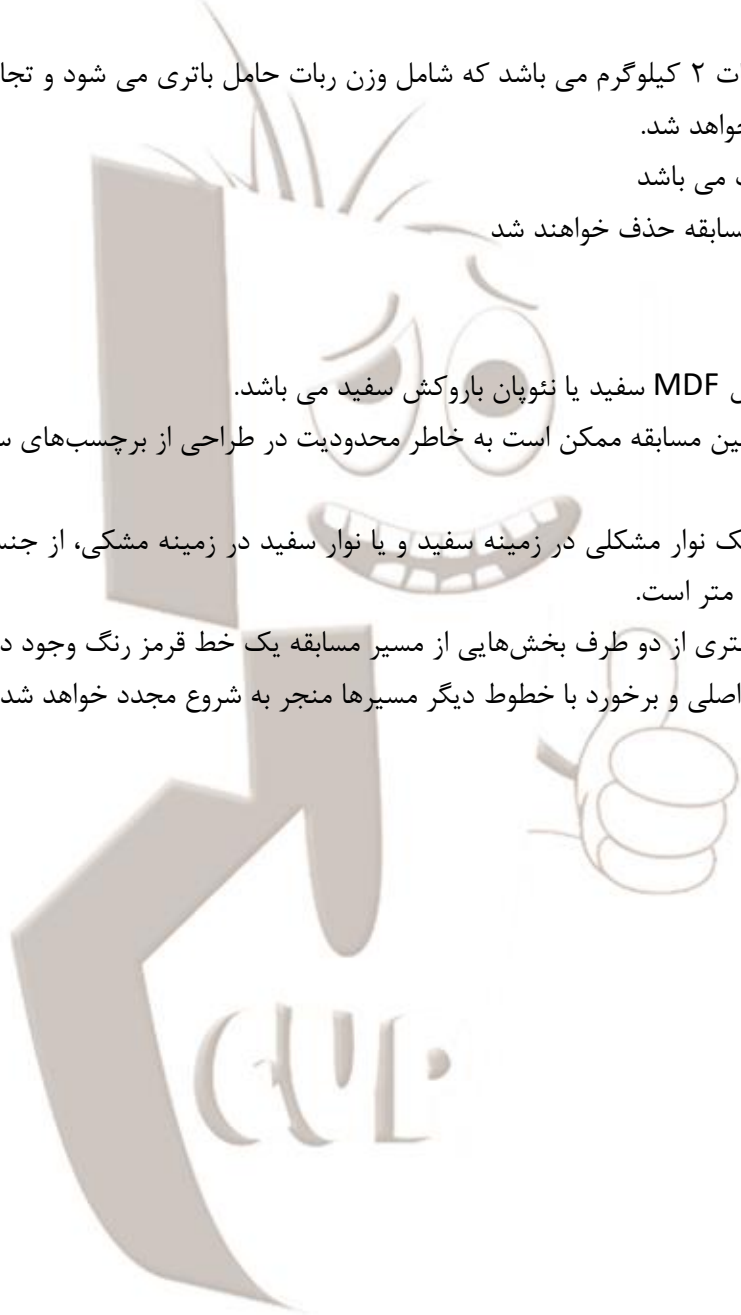 ات ۲ کیلوگرم می باشد که شامل وزن ربات حامل باتری می شود و
خواهد شد.
می باشد
سابقه حذف خواهند شد
MDF سفید یا نئوپان باروکش سفید می باشد.
مسابقه ممکن است به خاطر محدودیت در طراحی از برچسب‌های
نوار مشکلی در زمینه سفید و یا نوار سفید در زمینه مشکی، از
متر است.
از دو طرف بخش‌هایی از مسیر مسابقه یک خط قرمز رنگ وجود
اصلی و برخورد با خطوط دیگر مسیرها منجر به شروع مجدد خواهد شد
CUP